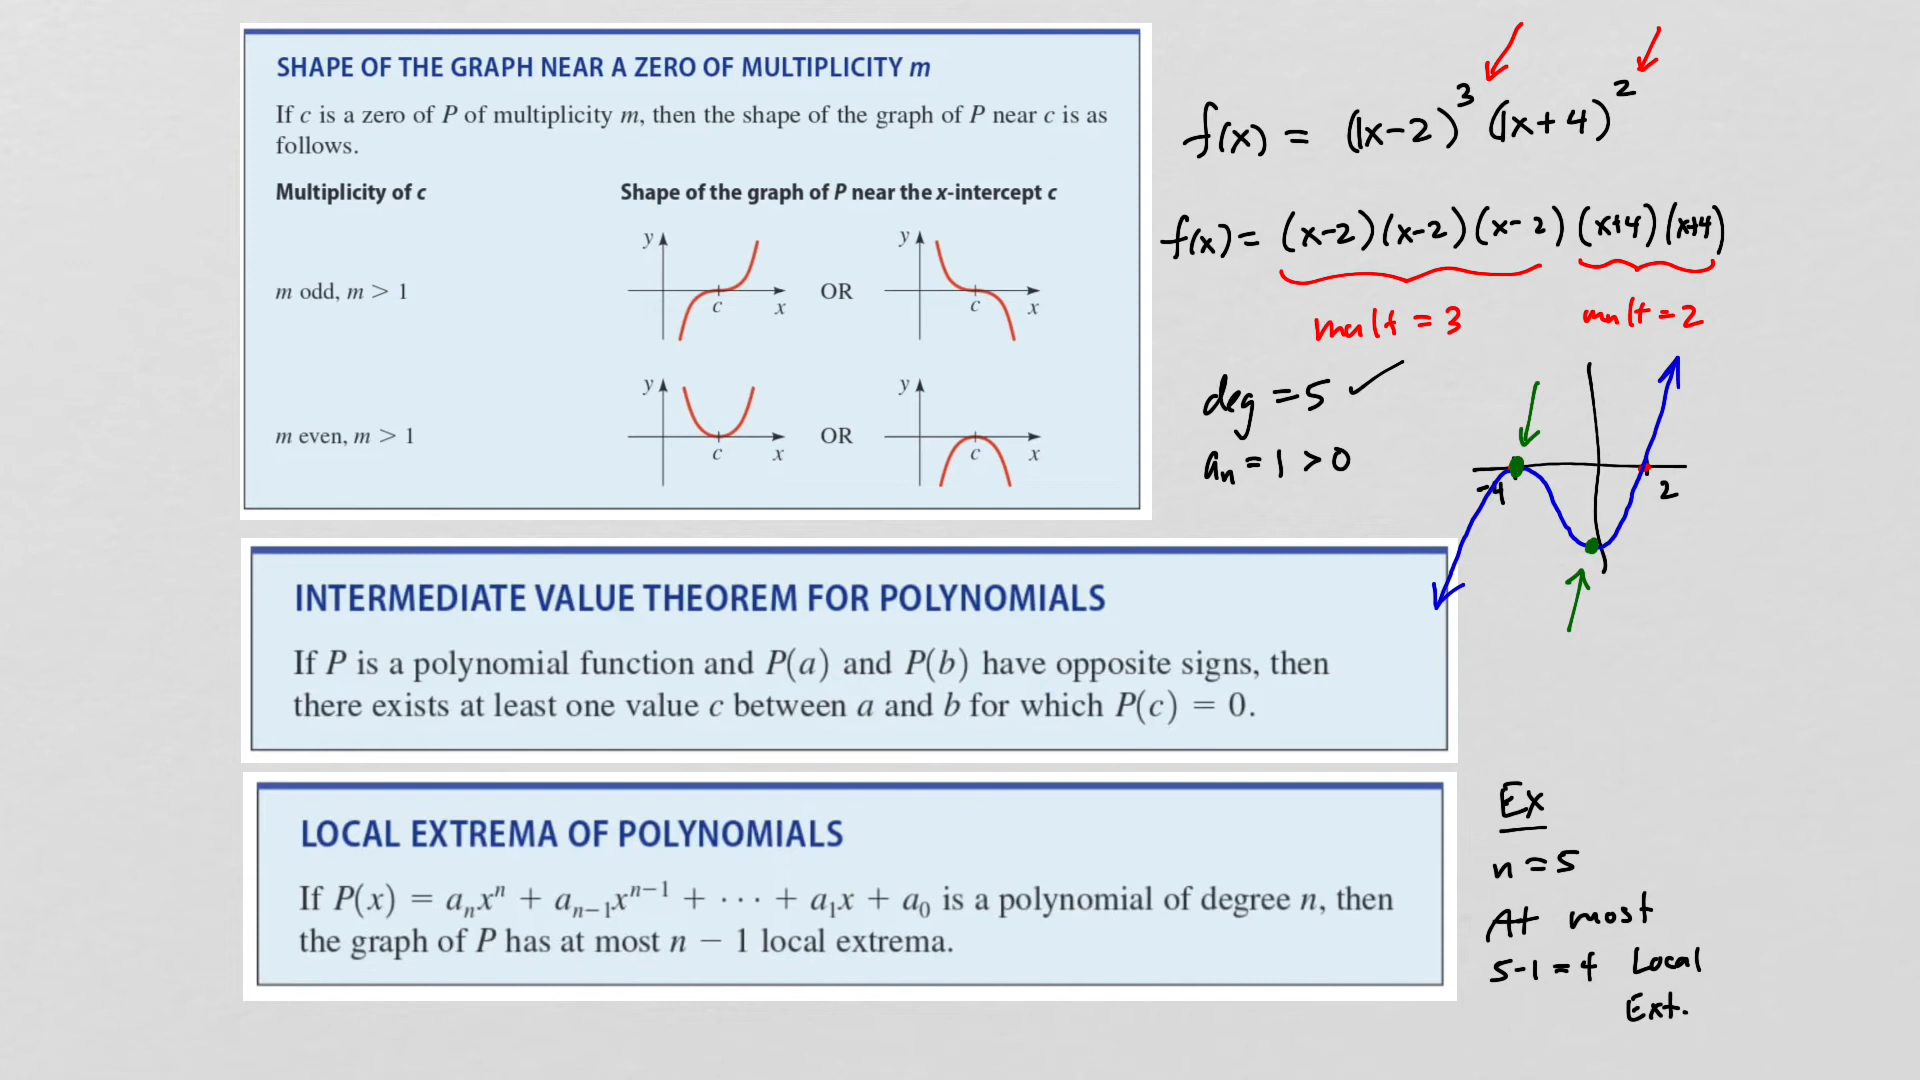 SHAPE OF THE GRAPH NEAR A ZERO OF MULTIPLICITY m
If c is a zero of P of multiplicity m, then the shape of the graph of P near c is as
follows.
Multiplicity of c
Shape of the graph of P near the x-intercept c
m odd, m > 1
y
c
x
OR
y
c
x
m even, m > 1
y
c
x
OR
y
c
x
INTERMEDIATE VALUE THEOREM FOR POLYNOMIALS
If P is a polynomial function and P(a) and P(b) have opposite signs, then
there exists at least one value c between a and b for which P(c) = 0.
LOCAL EXTREMA OF POLYNOMIALS
If P(x) = aₙxⁿ + aₙ₋₁xⁿ⁻¹ + · · · + a₁x + a₀ is a polynomial of degree n, then
the graph of P has at most n − 1 local extrema.
f(x) = (1x-2)³ (1x+4)²
f(x) = (x-2)(x-2)(x-2)(x+4)(x+4)
mult = 3
mult = 2
deg = 5 ✓
aₙ = 1 > 0
-4
2
Ex
n = 5
At most
5-1 = 4 Local
Ext.